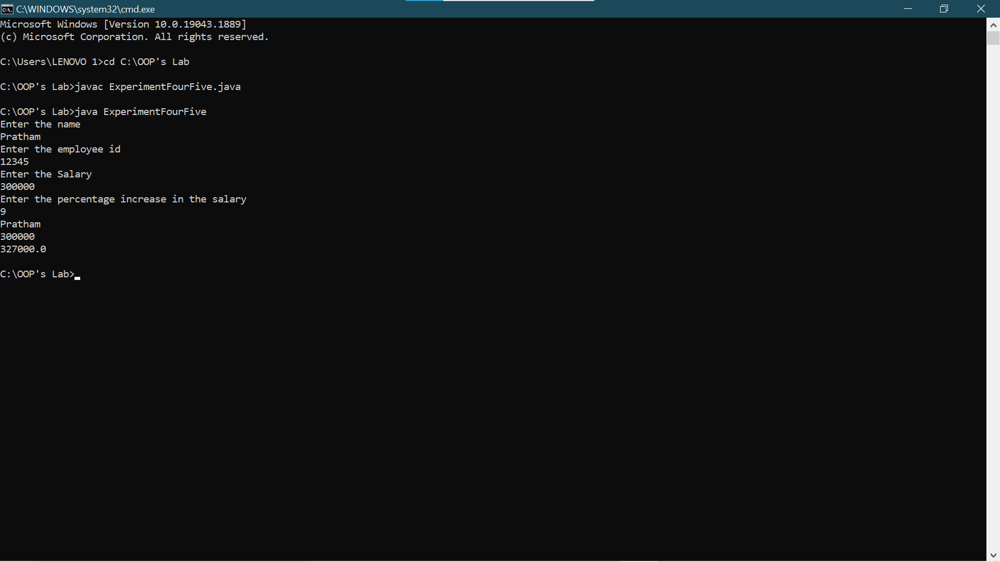 C:\WINDOWS\system32\cmd.exe
Microsoft Windows [Version 10.0.19043.1889]
(c) Microsoft Corporation. All rights reserved.
C:\Users\LENOVO 1>cd C:\OOP's Lab
C:\OOP's Lab>javac ExperimentFourFive.java
C:\OOP's Lab>java ExperimentFourFive
Enter the name
Pratham
Enter the employee id
12345
Enter the Salary
300000
Enter the percentage increase in the salary
9
Pratham
300000
327000.0
C:\OOP's Lab>